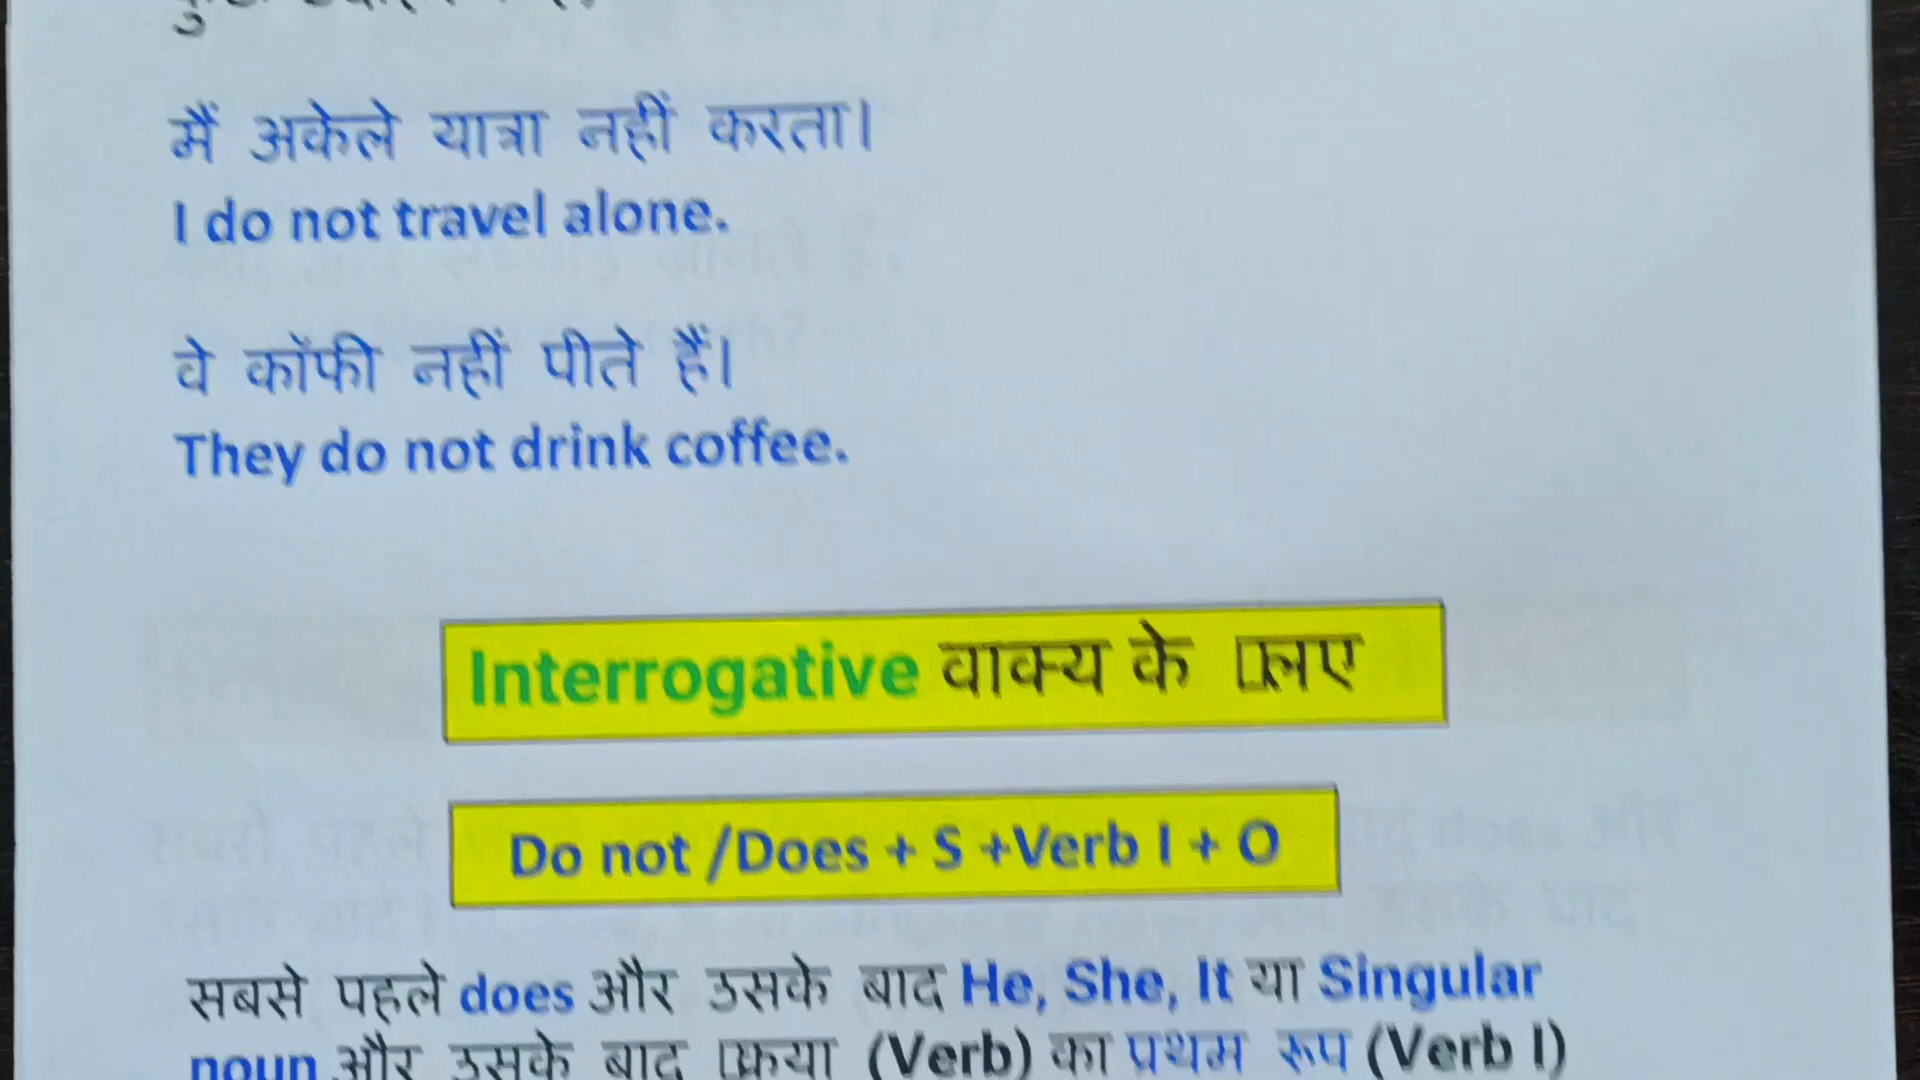 मैं अकेले यात्रा नहीं करता।
I do not travel alone.
वे कॉफी नहीं पीते हैं।
They do not drink coffee.
Interrogative वाक्य के लिए
Do not /Does + S +Verb I + O
सबसे पहले does और उसके बाद He, She, It या Singular
noun और उसके बाद क्रिया (Verb) का प्रथम रूप (Verb I)